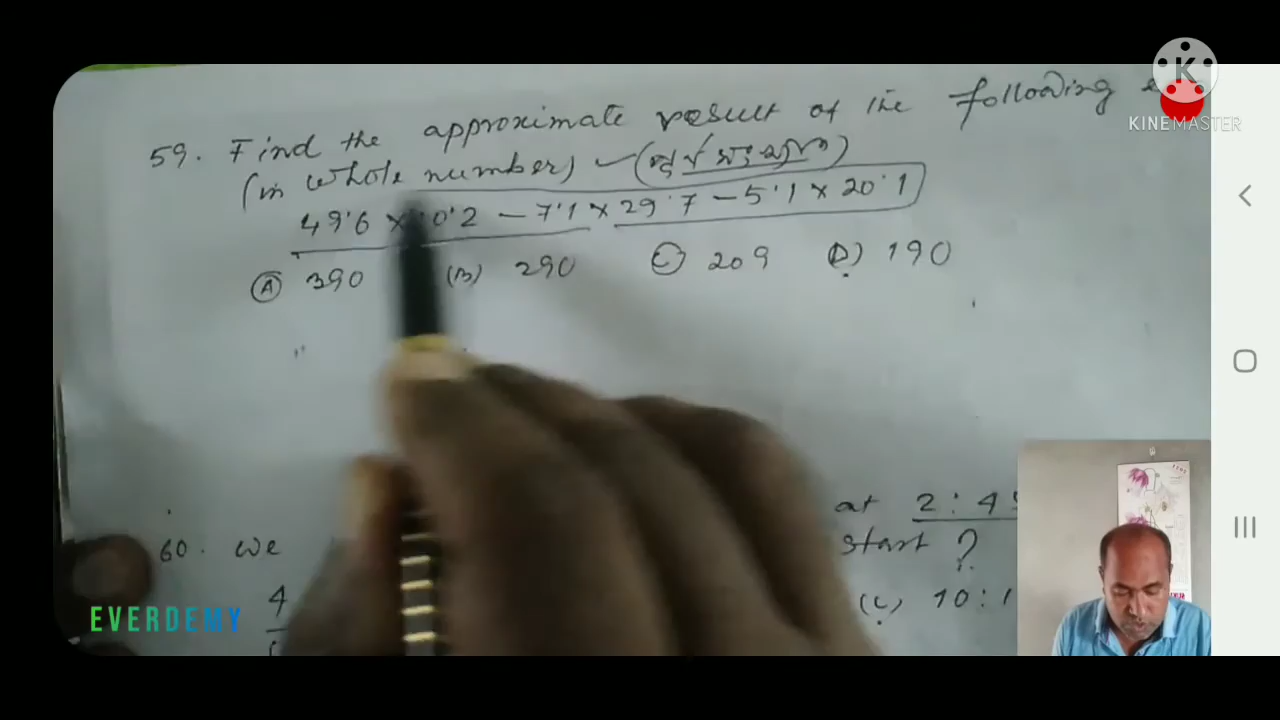 KINEMASTER
59. Find the approximate result of the following
(in whole number) (পূর্ণ সংখ্যায়)
49.6 × 10.2 - 7.1 × 29.7 - 5.1 × 20.1
(A) 390 (B) 290 (C) 209 (D) 190
60. We at 2:4
start ?
4 (C) 10:1
EVERDEMY